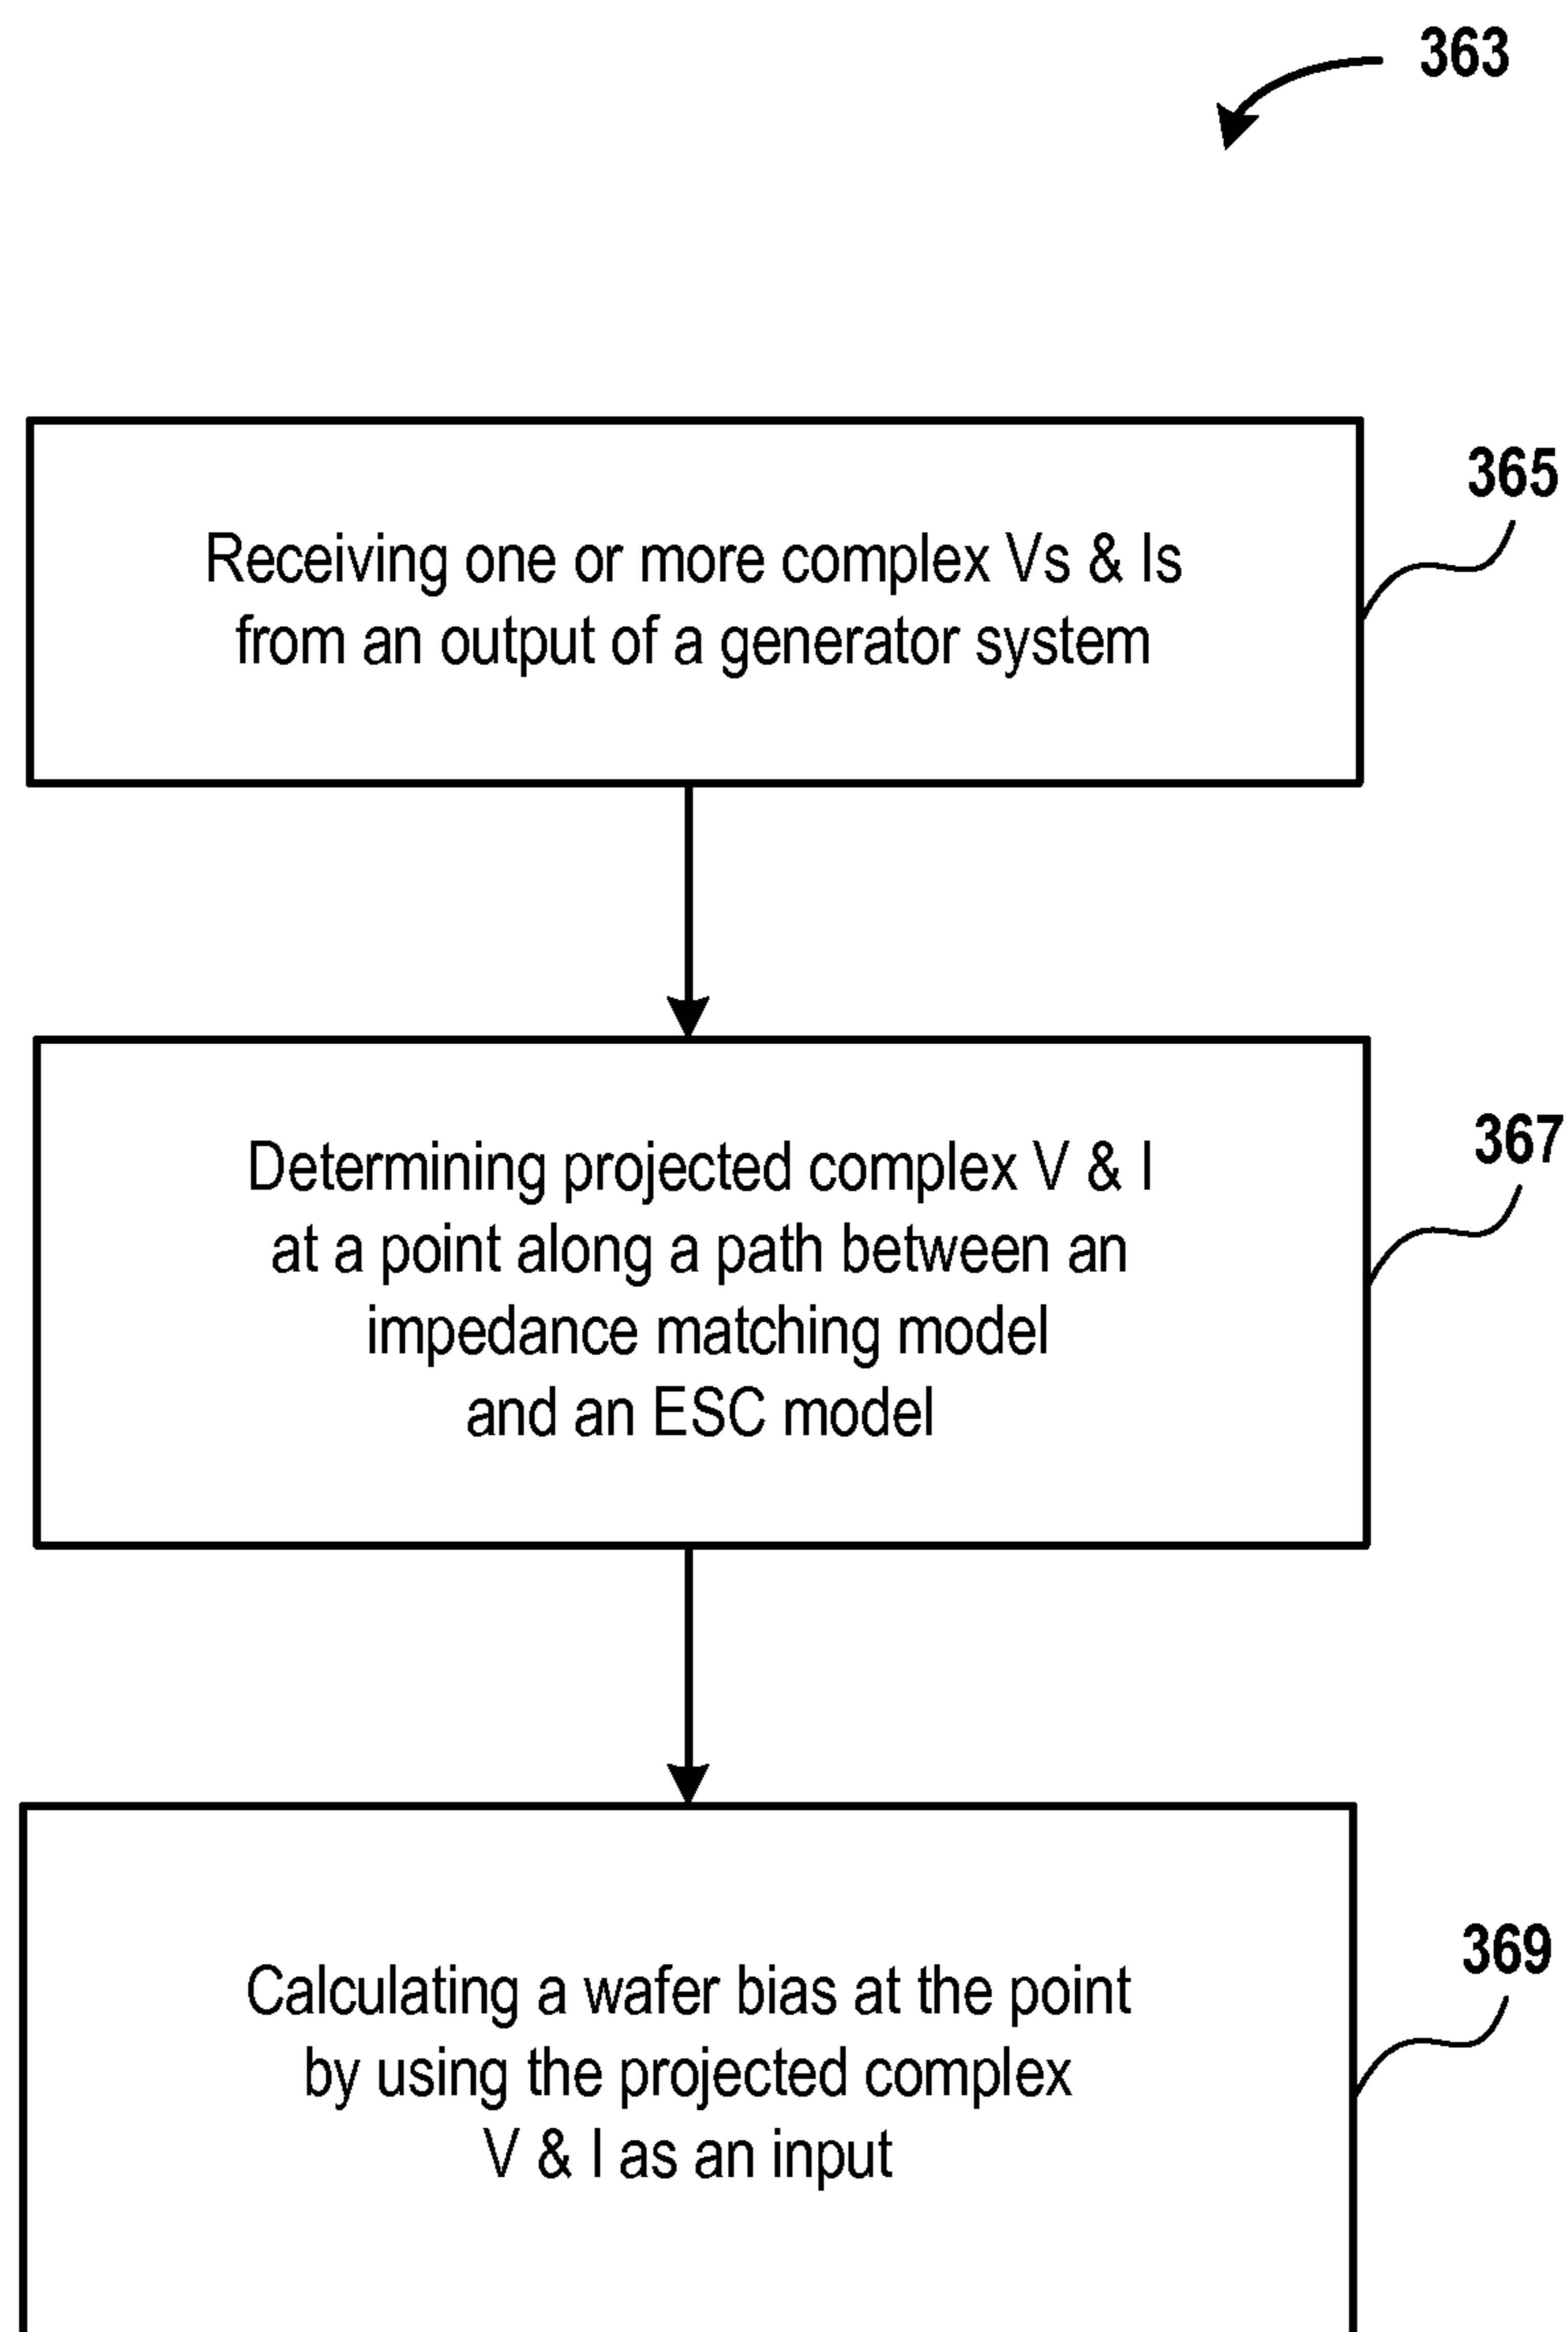 363
365
Receiving one or more complex Vs & Is
from an output of a generator system
367
Determining projected complex V & I
at a point along a path between an
impedance matching model
and an ESC model
369
Calculating a wafer bias at the point
by using the projected complex
V & I as an input